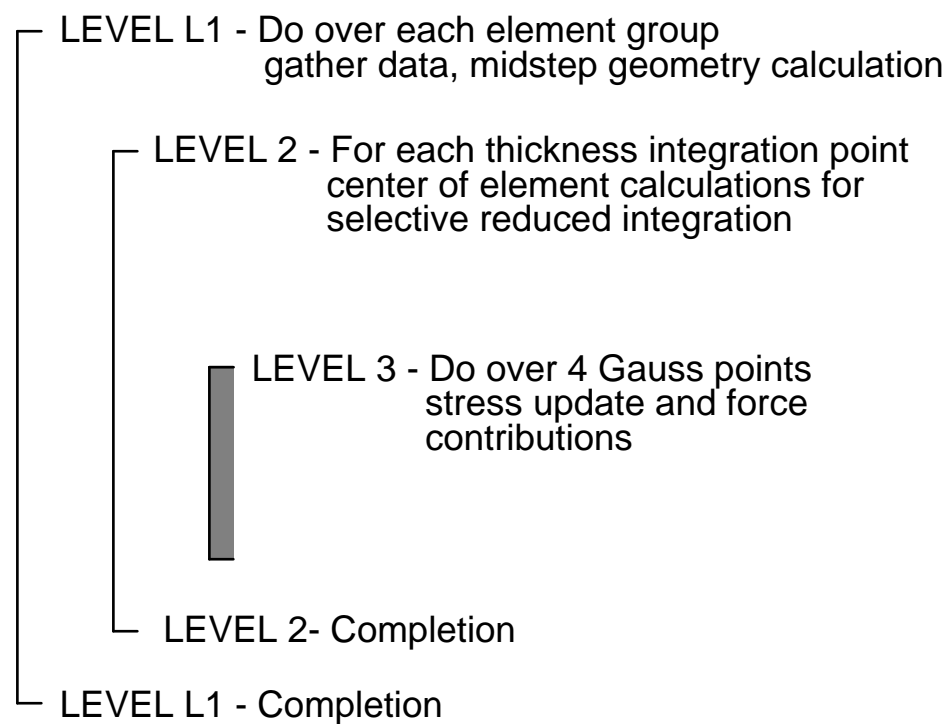 LEVEL L1 - Do over each element group
gather data, midstep geometry calculation
LEVEL 2 - For each thickness integration point
center of element calculations for
selective reduced integration
LEVEL 3 - Do over 4 Gauss points
stress update and force
contributions
LEVEL 2- Completion
LEVEL L1 - Completion